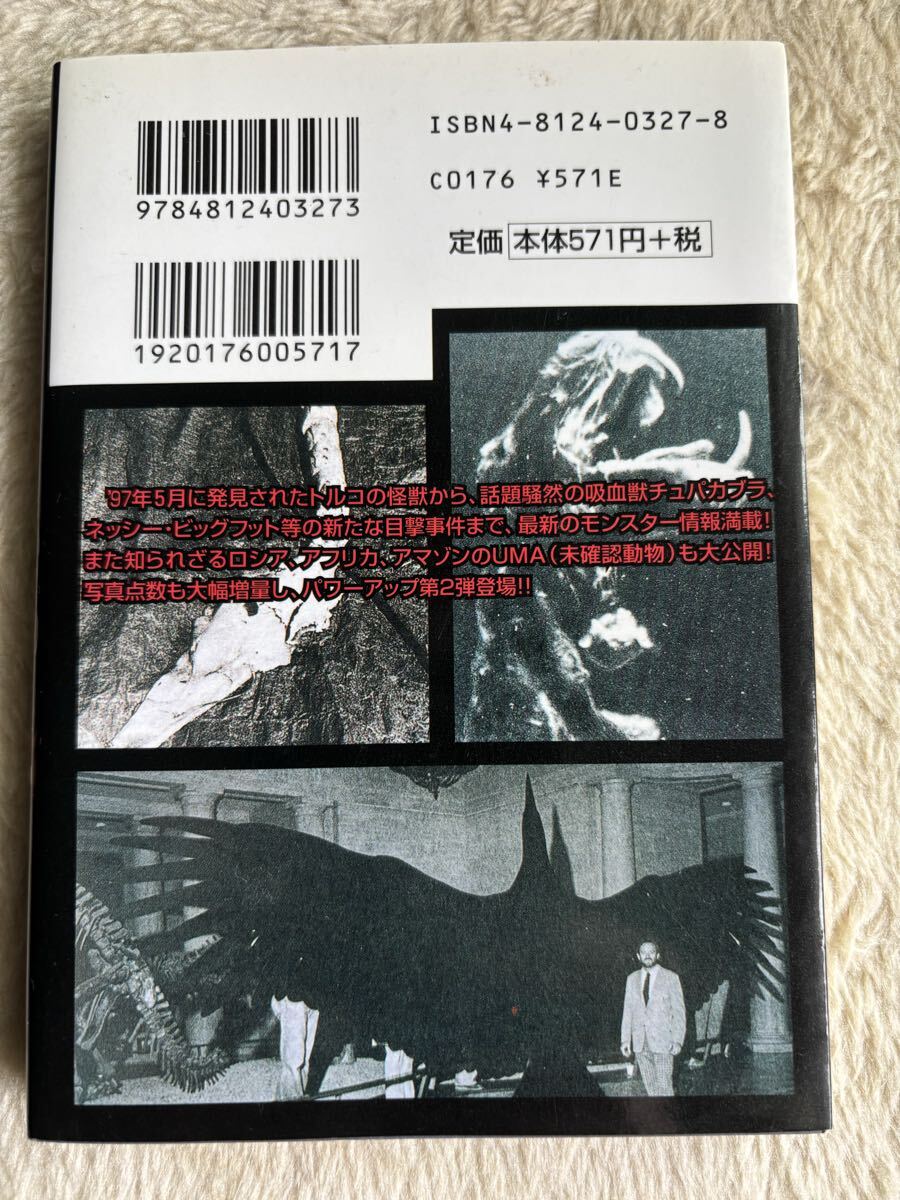 ISBN4-8124-0327-8
C0176 ¥571E
定価 本体571円+税
9784812403273
1920176005717
'97年5月に発見されたトルコの怪獣から、話題騒然の吸血獣チュパカブラ、
ネッシー・ビッグフット等の新たな目撃事件まで、最新のモンスター情報満載!
また知られざるロシア、アフリカ、アマゾンのUMA(未確認動物)も大公開!
写真点数も大幅増量し、パワーアップ第2弾登場!!